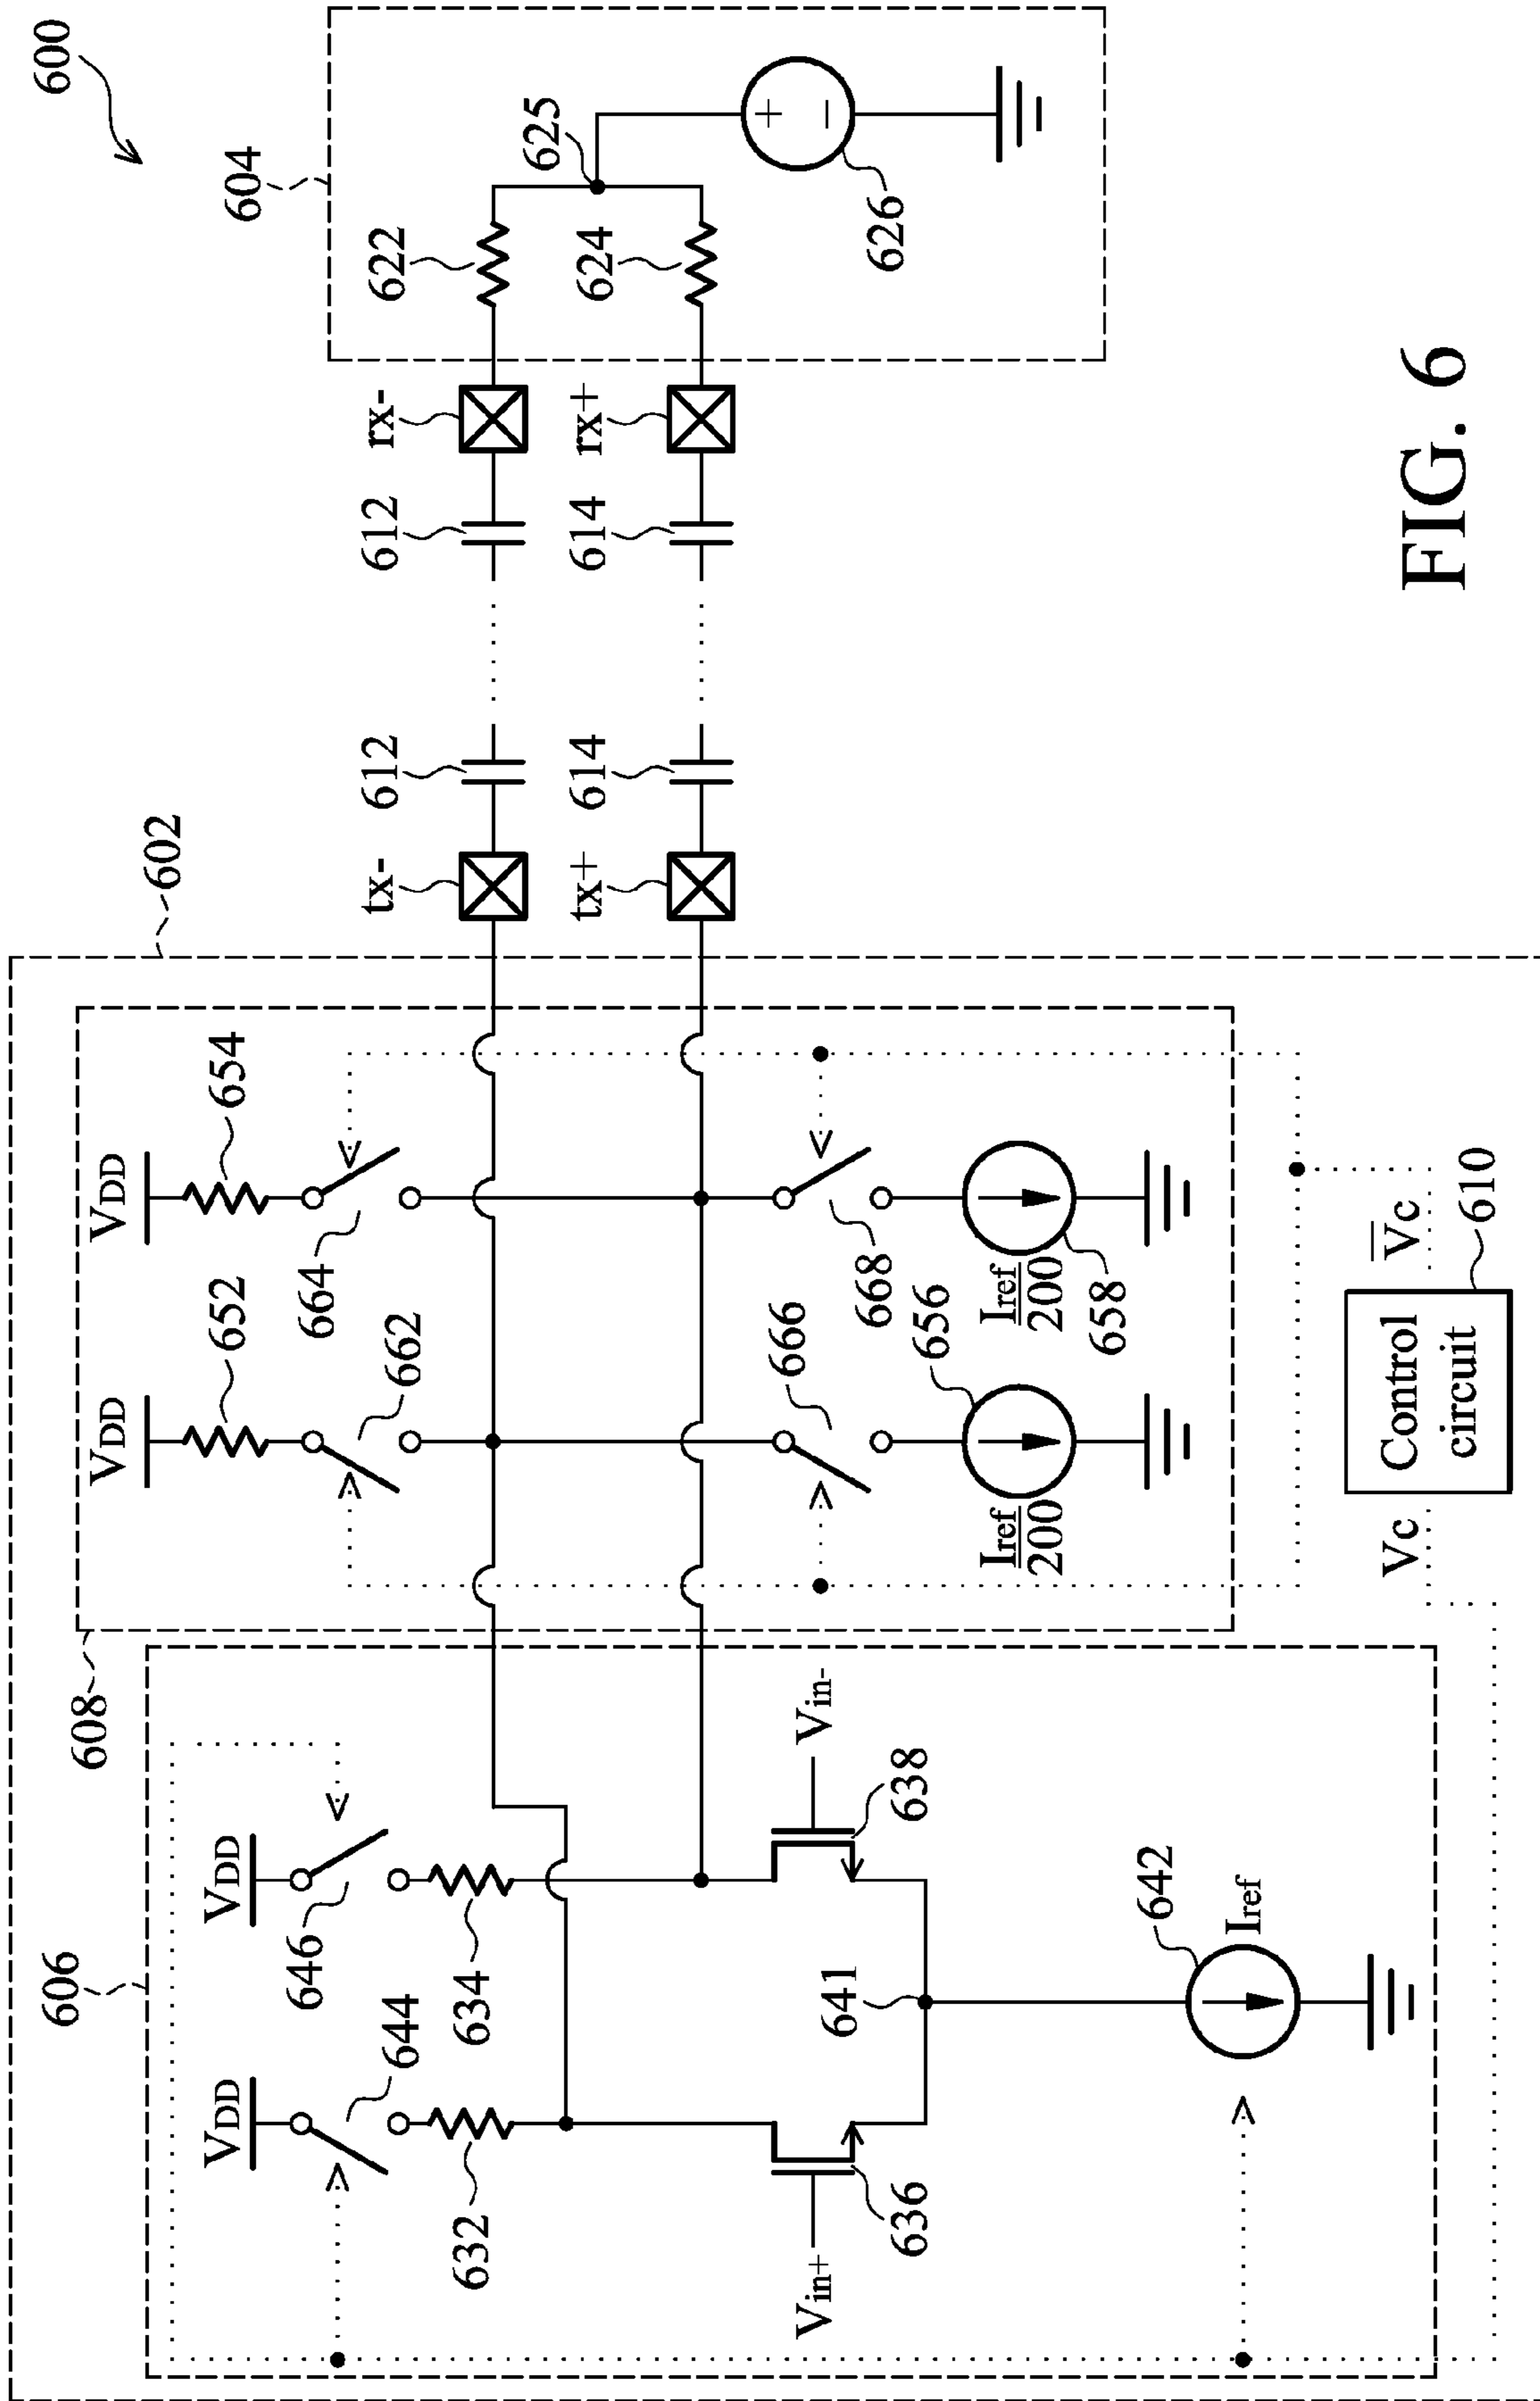 600
602
604
606
608
VDD
VDD
VDD
VDD
644
646
632
634
652
654
662
664
Vin+
Vin-
636
638
641
642
Iref
666
668
656
658
Iref
200
Iref
200
Vc
Control
circuit
V̅c̅
610
tx-
tx+
612
614
612
614
rx-
rx+
622
624
625
626
+
−
FIG. 6